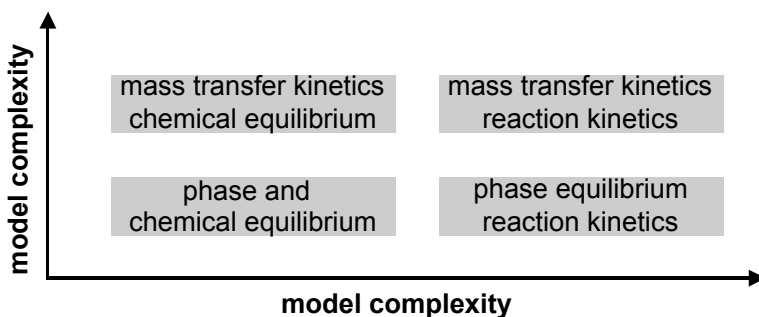 model complexity
mass transfer kinetics
chemical equilibrium
mass transfer kinetics
reaction kinetics
phase and
chemical equilibrium
phase equilibrium
reaction kinetics
model complexity